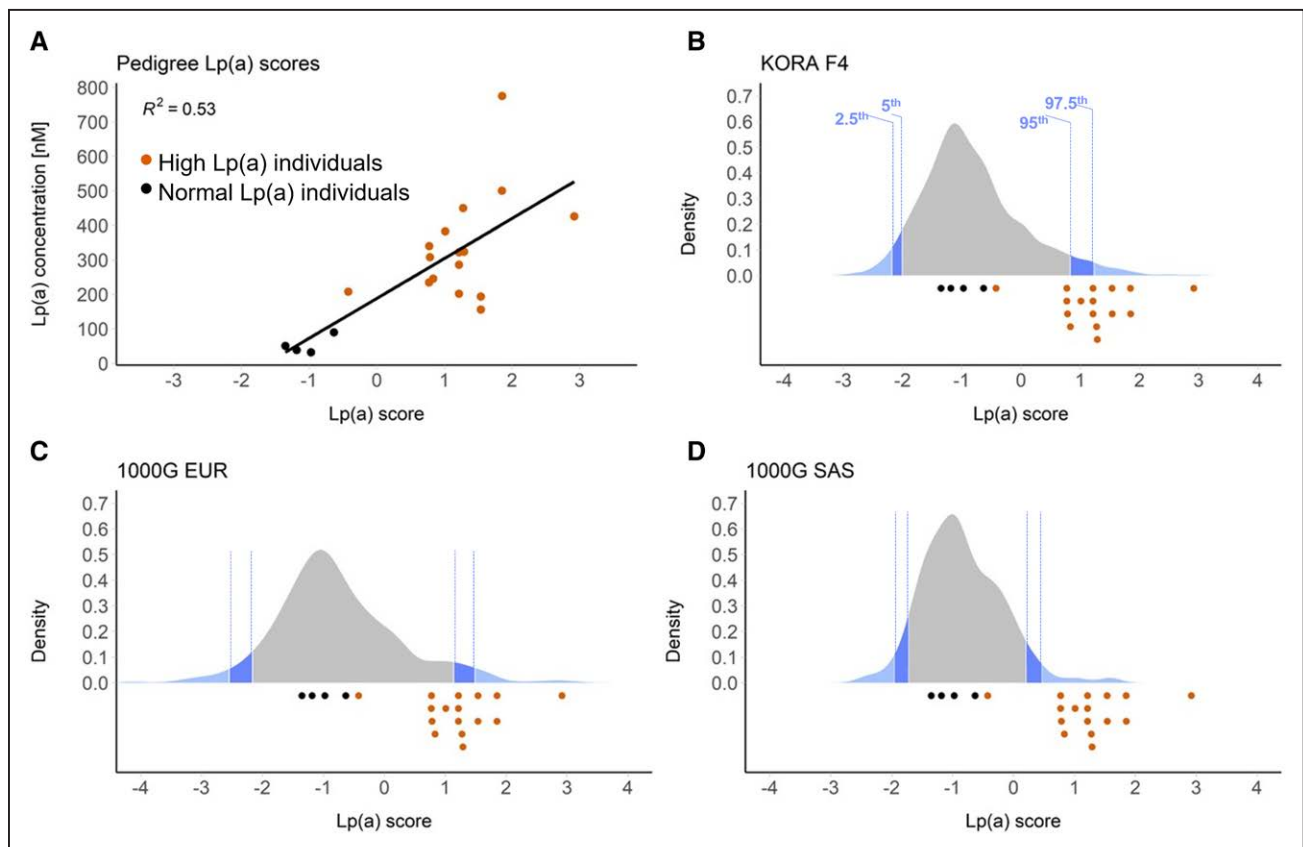 A
Pedigree Lp(a) scores
R² = 0.53
High Lp(a) individuals
Normal Lp(a) individuals
Lp(a) concentration [nM]
800
700
600
500
400
300
200
100
0
-3 -2 -1 0 1 2 3
Lp(a) score
B
KORA F4
2.5th 5th 95th 97.5th
Density
0.7
0.6
0.5
0.4
0.3
0.2
0.1
0.0
-4 -3 -2 -1 0 1 2 3 4
Lp(a) score
C
1000G EUR
Density
0.7
0.6
0.5
0.4
0.3
0.2
0.1
0.0
-4 -3 -2 -1 0 1 2 3 4
Lp(a) score
D
1000G SAS
Density
0.7
0.6
0.5
0.4
0.3
0.2
0.1
0.0
-4 -3 -2 -1 0 1 2 3 4
Lp(a) score